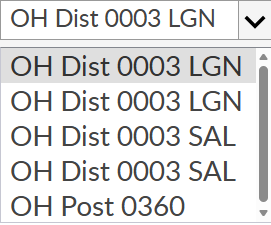 OH Dist 0003 LGN
OH Dist 0003 LGN
OH Dist 0003 LGN
OH Dist 0003 SAL
OH Dist 0003 SAL
OH Post 0360